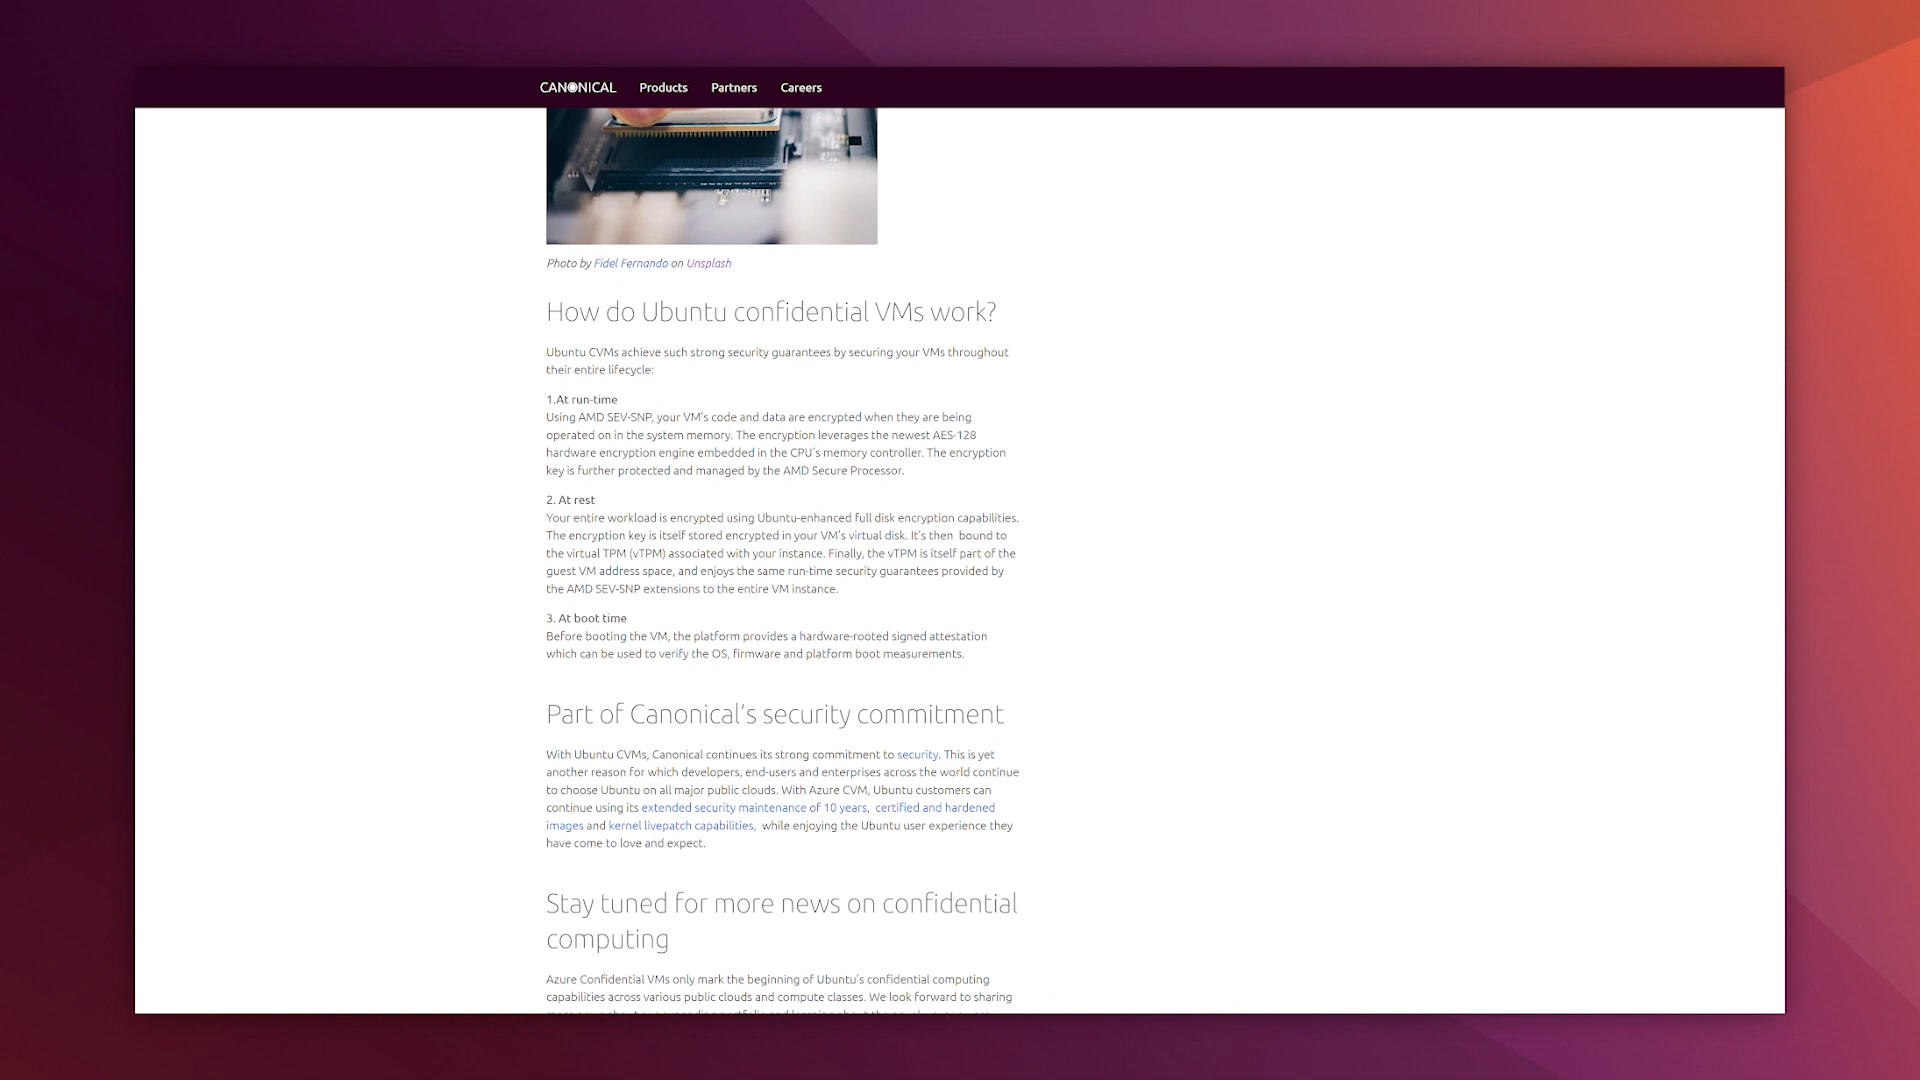 CANONICAL Products Partners Careers
Photo by Fidel Fernando on Unsplash
How do Ubuntu confidential VMs work?
Ubuntu CVMs achieve such strong security guarantees by securing your VMs throughout
their entire lifecycle:
1.At run-time
Using AMD SEV-SNP, your VM's code and data are encrypted when they are being
operated on in the system memory. The encryption leverages the newest AES-128
hardware encryption engine embedded in the CPU's memory controller. The encryption
key is further protected and managed by the AMD Secure Processor.
2. At rest
Your entire workload is encrypted using Ubuntu-enhanced full disk encryption capabilities.
The encryption key is itself stored encrypted in your VM's virtual disk. It's then bound to
the virtual TPM (vTPM) associated with your instance. Finally, the vTPM is itself part of the
guest VM address space, and enjoys the same run-time security guarantees provided by
the AMD SEV-SNP extensions to the entire VM instance.
3. At boot time
Before booting the VM, the platform provides a hardware-rooted signed attestation
which can be used to verify the OS, firmware and platform boot measurements.
Part of Canonical's security commitment
With Ubuntu CVMs, Canonical continues its strong commitment to security. This is yet
another reason for which developers, end-users and enterprises across the world continue
to choose Ubuntu on all major public clouds. With Azure CVM, Ubuntu customers can
continue using its extended security maintenance of 10 years, certified and hardened
images and kernel livepatch capabilities, while enjoying the Ubuntu user experience they
have come to love and expect.
Stay tuned for more news on confidential
computing
Azure Confidential VMs only mark the beginning of Ubuntu's confidential computing
capabilities across various public clouds and compute classes. We look forward to sharing